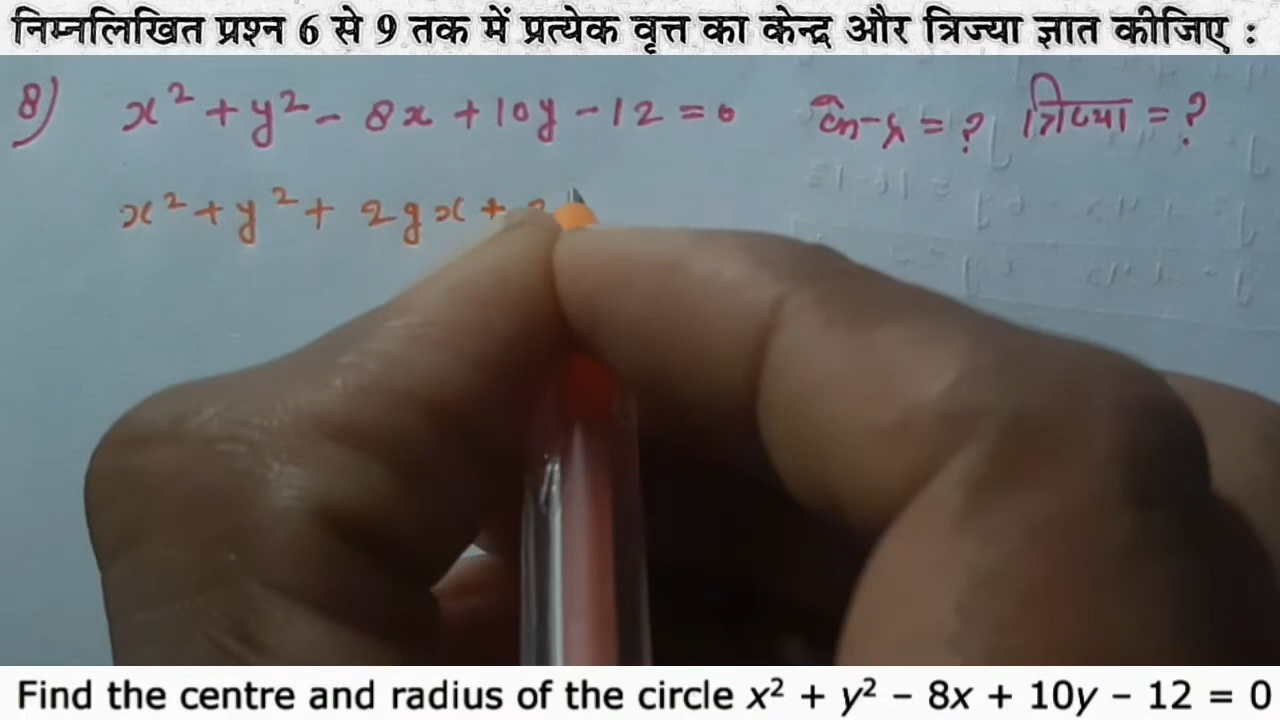 निम्नलिखित प्रश्न 6 से 9 तक में प्रत्येक वृत्त का केन्द्र और त्रिज्या ज्ञात कीजिए :
8) x² + y² - 8x + 10y - 12 = 0 केन्द्र = ? त्रिज्या = ?
x² + y² + 2gx + 2
Find the centre and radius of the circle x² + y² – 8x + 10y – 12 = 0